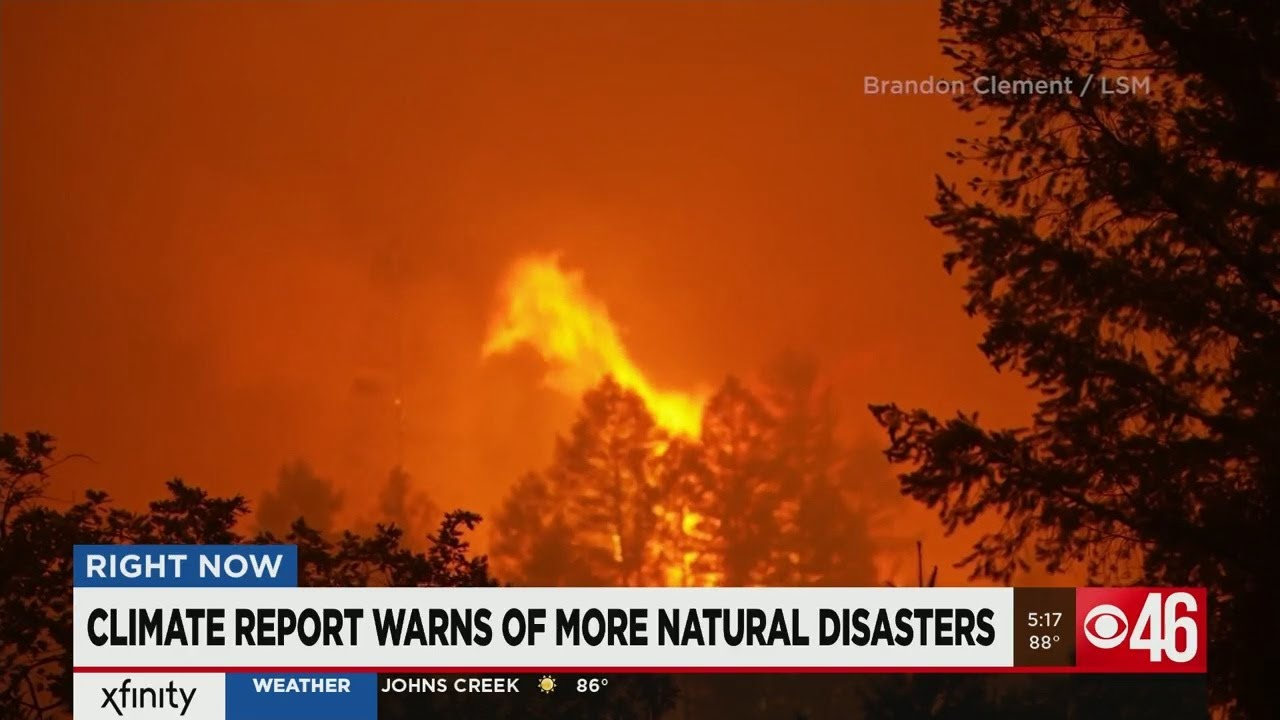 Brandon Clement / LSM
RIGHT NOW
CLIMATE REPORT WARNS OF MORE NATURAL DISASTERS
5:17
88°
46
xfinity
WEATHER
JOHNS CREEK 86°